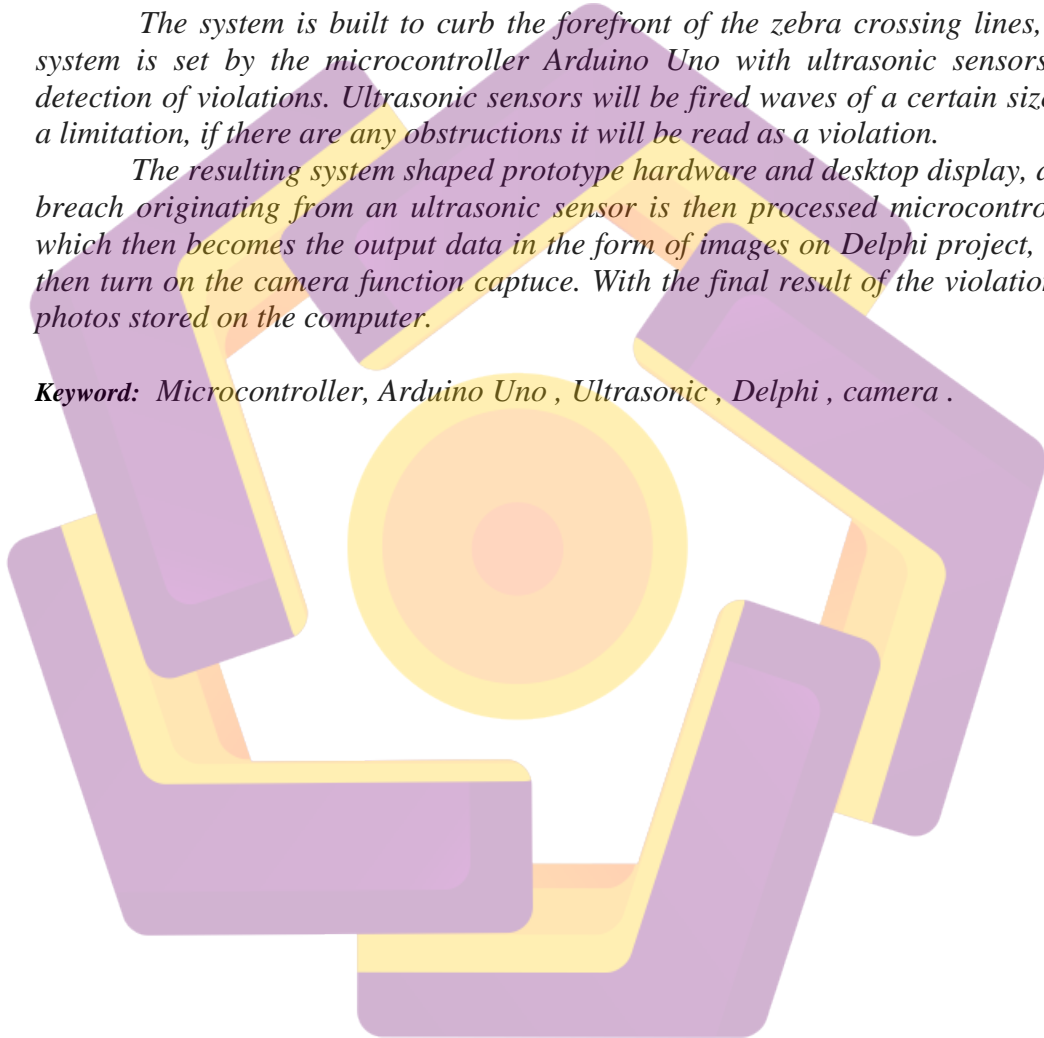 The system is built to curb the forefront of the zebra crossing lines,
system is set by the microcontroller Arduino Uno with ultrasonic sensors
detection of violations. Ultrasonic sensors will be fired waves of a certain size
a limitation, if there are any obstructions it will be read as a violation.
The resulting system shaped prototype hardware and desktop display,
breach originating from an ultrasonic sensor is then processed
which then becomes the output data in the form of images on Delphi project,
then turn on the camera function captuce. With the final result of the violation
photos stored on the computer.
Keyword: Microcontroller, Arduino Uno , Ultrasonic , Delphi , camera .